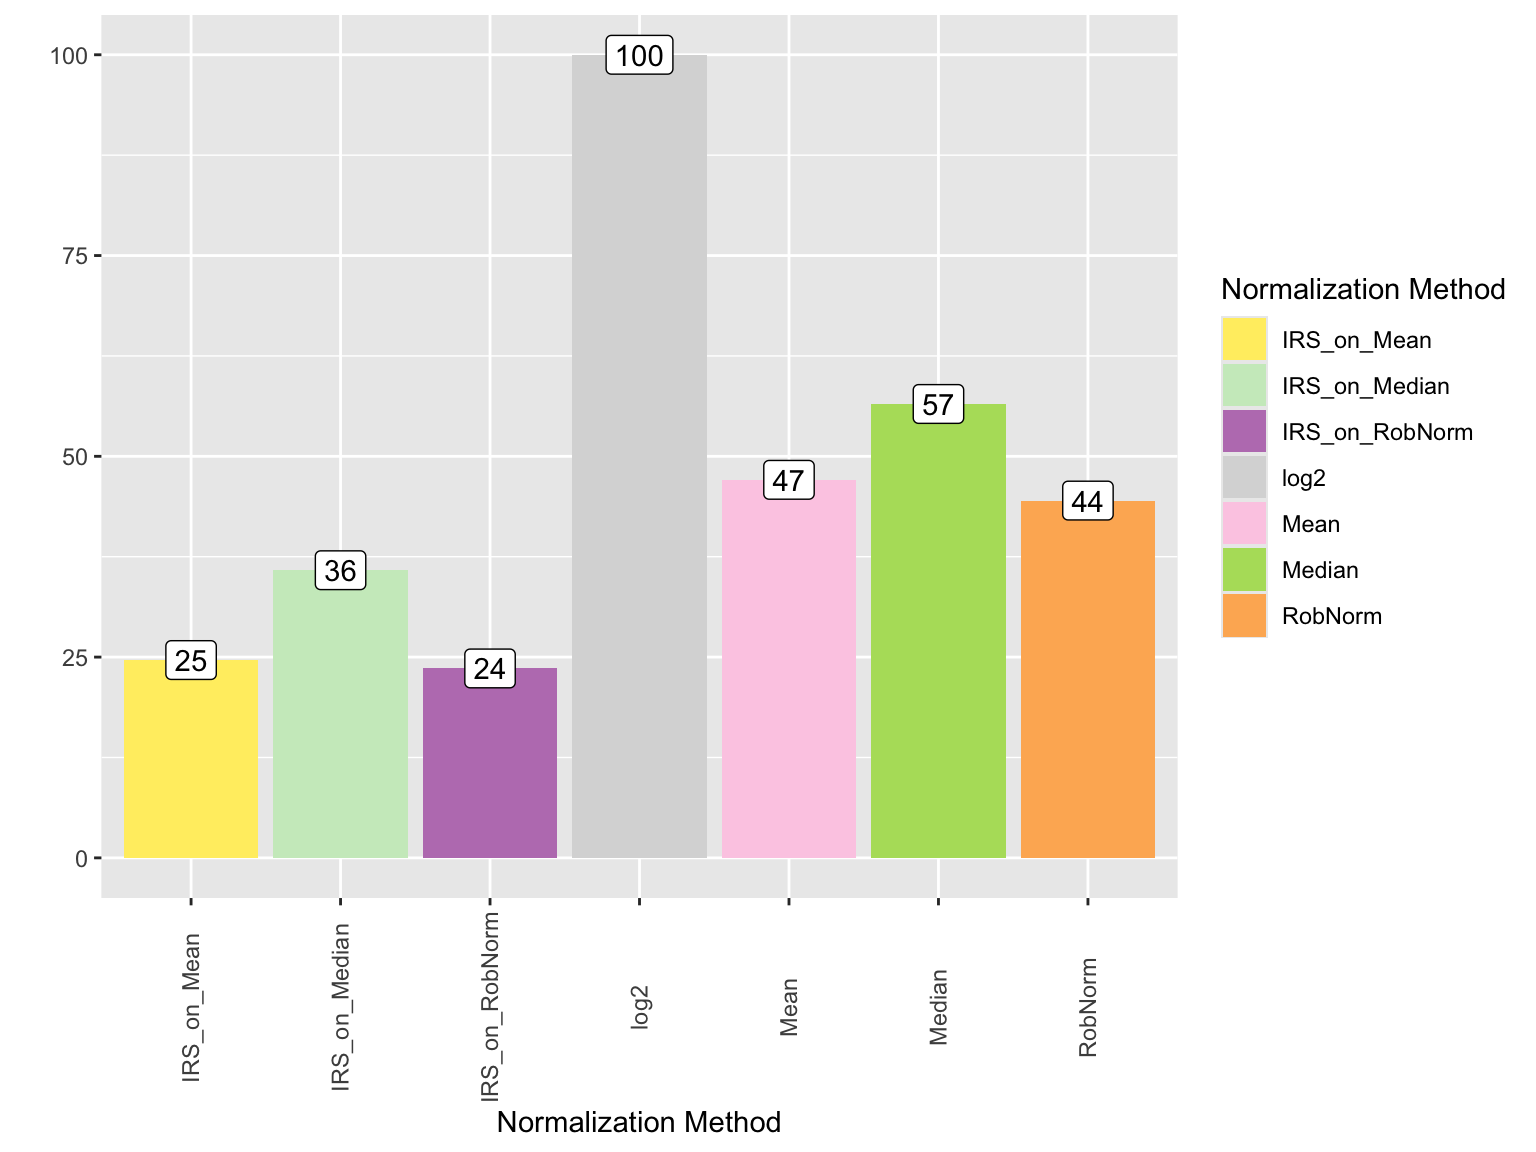 100
75
50
25
0
25
36
24
100
47
57
44
IRS_on_Mean
IRS_on_Median
IRS_on_RobNorm
log2
Mean
Median
RobNorm
Normalization Method
Normalization Method
IRS_on_Mean
IRS_on_Median
IRS_on_RobNorm
log2
Mean
Median
RobNorm